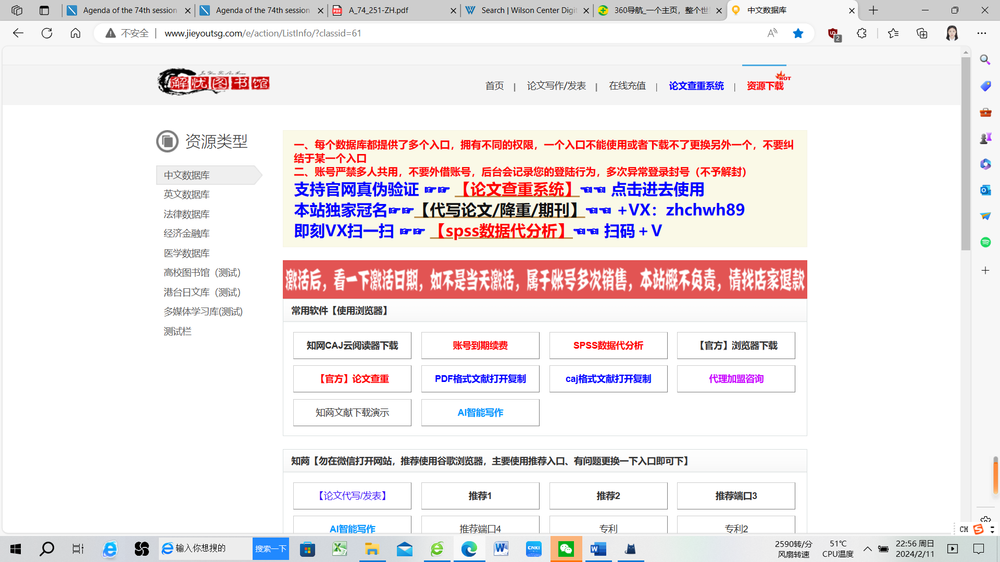 Agenda of the 74th session
Agenda of the 74th session
A_74_251-ZH.pdf
Search | Wilson Center Digit
360导航_一个主页，整个世
中文数据库
不安全
www.jieyoutsg.com/e/action/ListInfo/?classid=61
2
解忧图书馆
首页 | 论文写作/发表 | 在线充值 | 论文查重系统 | 资源下载
HOT
资源类型
中文数据库
英文数据库
法律数据库
经济金融库
医学数据库
高校图书馆（测试）
港台日文库（测试）
多媒体学习库(测试)
测试栏
一、每个数据库都提供了多个入口，拥有不同的权限，一个入口不能使用或者下载不了更换另外一个，不要纠
结于某一个入口
二、账号严禁多人共用，不要外借账号，后台会记录您的登陆行为，多次异常登录封号（不予解封）
支持官网真伪验证 ☞☞ 【论文查重系统】☜☜ 点击进去使用
本站独家冠名☞☞【代写论文/降重/期刊】☜☜ +VX：zhchwh89
即刻VX扫一扫 ☞☞ 【spss数据代分析】☜☜ 扫码 + V
激活后，看一下激活日期，如不是当天激活，属于账号多次销售，本站概不负责，请找店家退款
常用软件【使用浏览器】
知网CAJ云阅读器下载
账号到期续费
SPSS数据代分析
【官方】浏览器下载
【官方】论文查重
PDF格式文献打开复制
caj格式文献打开复制
代理加盟咨询
知苪文献下载演示
AI智能写作
知苪【勿在微信打开网站，推荐使用谷歌浏览器，主要使用推荐入口、有问题更换一下入口即可下】
【论文代写/发表】
推荐1
推荐2
推荐端口3
AI智能写作
推荐端口4
专利
专利2
CH
输入你想搜的
搜索一下
CNKI
2590转/分
风扇转速
51℃
CPU温度
22:56 周日
2024/2/11